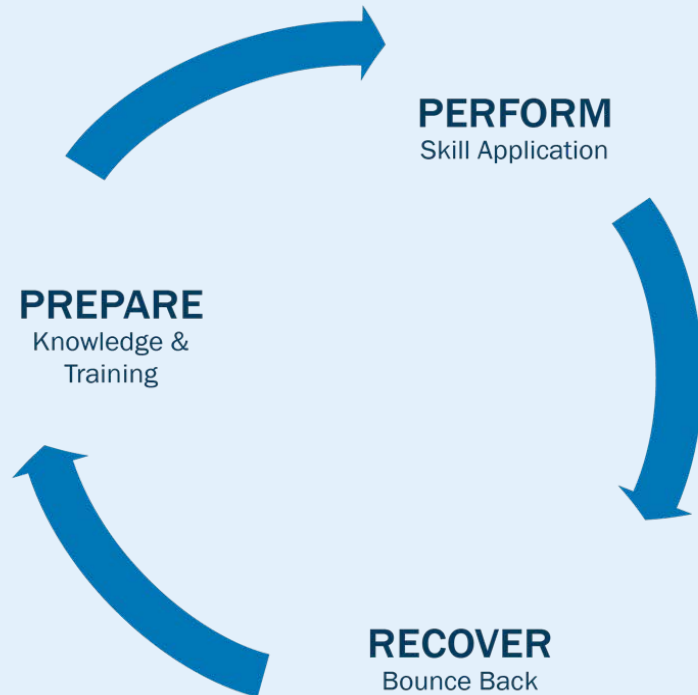 PERFORM
Skill Application
PREPARE
Knowledge &
Training
RECOVER
Bounce Back